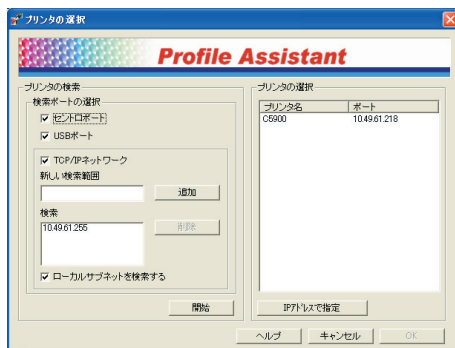 プリンタの選択
Profile Assistant
プリンタの検索
検索ポートの選択
セントロポート
USBポート
TCP/IPネットワーク
新しい検索範囲
追加
検索
10.49.61.255
削除
ローカルサブネットを検索する
開始
プリンタの選択
プリンタ名 ポート
C5900 10.49.61.218
IPアドレスで指定
ヘルプ キャンセル OK